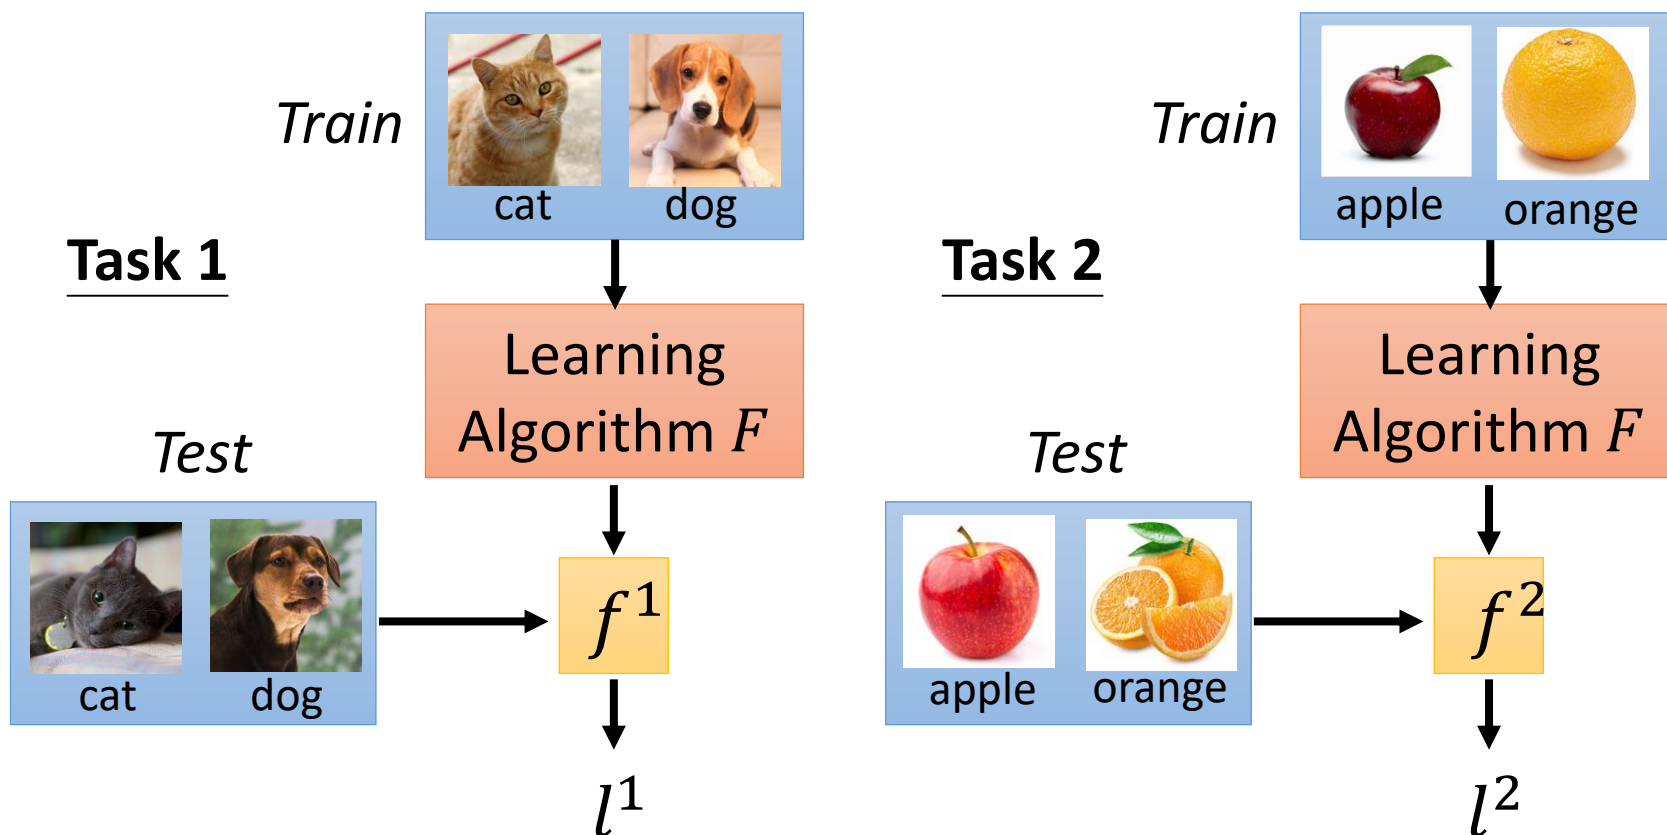 Task 1
Train
cat dog
Learning
Algorithm F
Test
cat dog
f¹
l¹
Task 2
Train
apple orange
Learning
Algorithm F
Test
apple orange
f²
l²